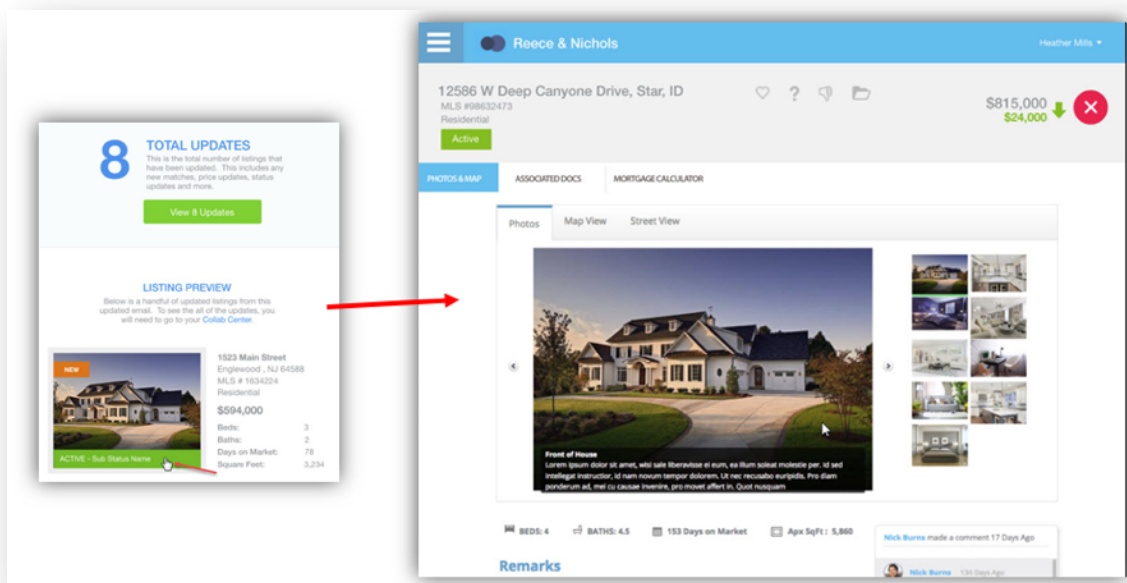 8
TOTAL UPDATES
This is the total number of listings that
have been updated. This includes any
new matches, price updates, status
updates and more.
View 8 Updates
LISTING PREVIEW
Below is a handful of updated listings from this
updated email. To see the all of the updates, you
will need to go to your Collab Center.
NEW
ACTIVE - Sub Status Name
1523 Main Street
Englewood , NJ 64588
MLS # 1634224
Residential
$594,000
Beds: 3
Baths: 2
Days on Market: 78
Square Feet: 3,234
Reece & Nichols
Heather Mills
12586 W Deep Canyone Drive, Star, ID
MLS #98632473
Residential
Active
?
$815,000
$24,000
PHOTOS & MAP ASSOCIATED DOCS MORTGAGE CALCULATOR
Photos Map View Street View
Front of House
Lorem ipsum dolor sit amet, wisi sale liberavisse ei eum, ea illum soleat molestie per. Id sed
intellegat instructior, id nam novum tempor dolorem. Ut nec recusabo euripidis. Pro diam
ponderum ad, mei cu causae invenire, pro movet affert in. Quot nusquam
BEDS: 4 BATHS: 4.5 153 Days on Market Apx SqFt : 5,860
Remarks
Nick Burns made a comment 17 Days Ago
Nick Burns 134 Days Ago